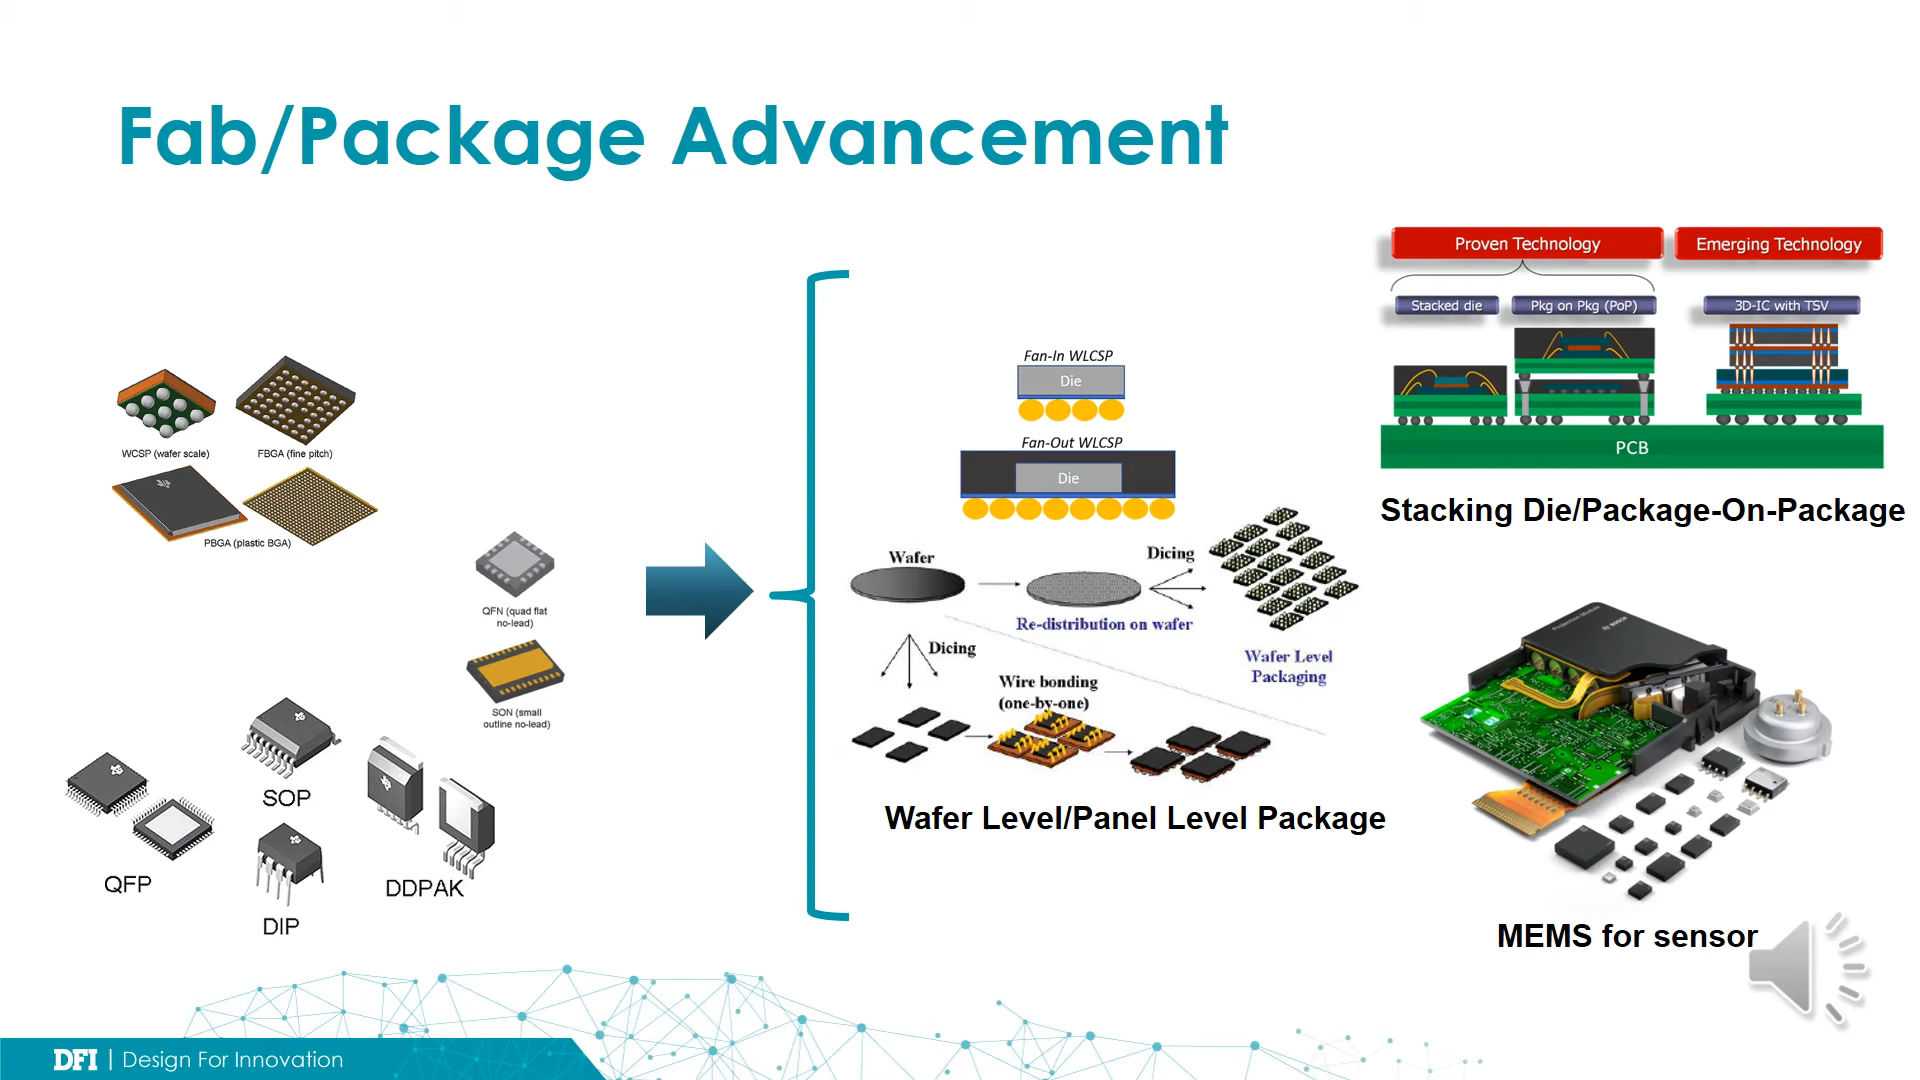 Fab/Package Advancement
WCSP (wafer scale)
FBGA (fine pitch)
PBGA (plastic BGA)
QFN (quad flat
no-lead)
SON (small
outline no-lead)
SOP
QFP
DIP
DDPAK
Fan-In WLCSP
Die
Fan-Out WLCSP
Die
Wafer
Dicing
Re-distribution on wafer
Wafer Level
Packaging
Dicing
Wire bonding
(one-by-one)
Wafer Level/Panel Level Package
Proven Technology
Emerging Technology
Stacked die
Pkg on Pkg (PoP)
3D-IC with TSV
PCB
Stacking Die/Package-On-Package
Projection Module
BOSCH
MEMS for sensor
DFI | Design For Innovation